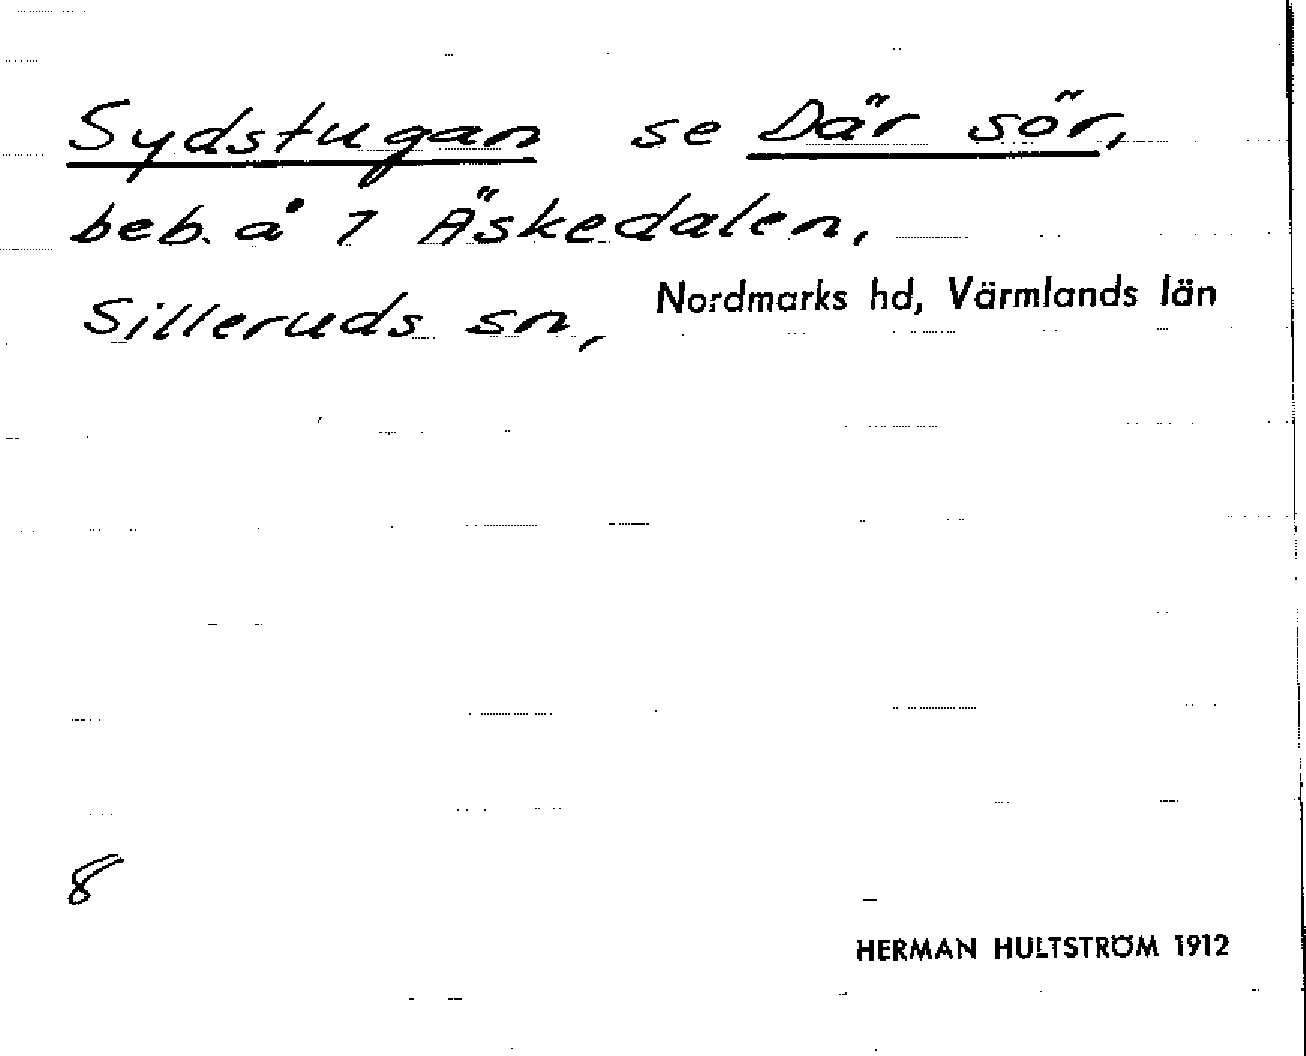 Sydstugan se Där sör,
beb. å 7 Äskedalen,
Silleruds sn, Nordmarks hd, Värmlands län
8
HERMAN HULTSTRÖM 1912